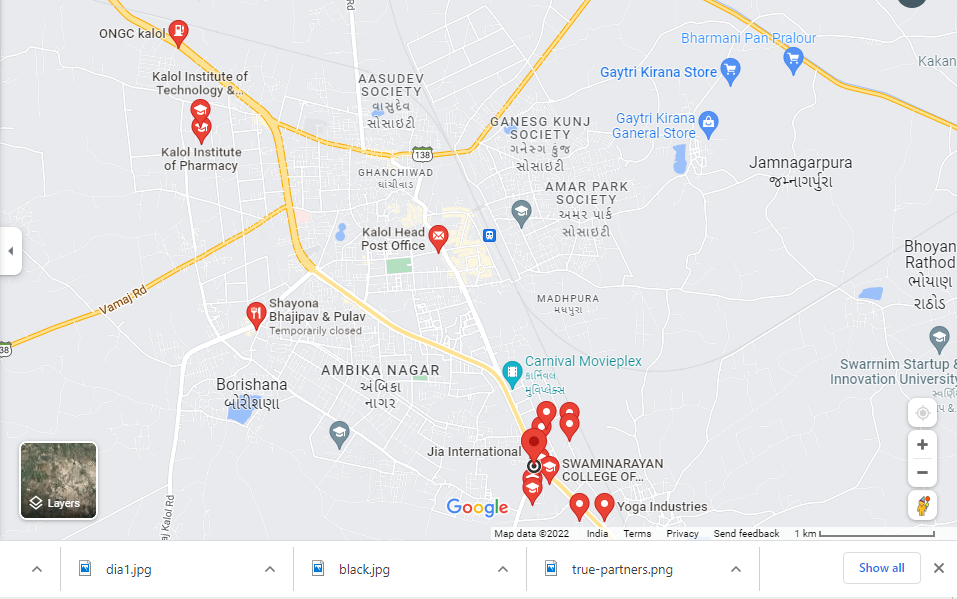 Rd
ONGC kalol
Bharmani Pan Pralour
Kakan
Kalol Institute of
Technology &...
AASUDEV
SOCIETY
વાસુદેવ
સોસાઇટી
Gaytri Kirana Store
Gaytri Kirana
Ganeral Store
GANESG KUNJ
SOCIETY
ગનેસ્ગ કુંજ
સોસાઇટી
Kalol Institute
of Pharmacy
138
GHANCHIWAD
ઘાંચીવાડ
Jamnagarpura
જમ્નાગર્પુરા
AMAR PARK
SOCIETY
અમર પાર્ક
સોસાઇટી
Kalol Head
Post Office
Bhoyan
Rathod
ભોયાણ
રાઠોડ
Vamaj Rd
MADHPURA
મધપુરા
Shayona
Bhajipav & Pulav
Temporarily closed
38
Carnival Movieplex
કાર્નિવલ
મુવિપ્લેક્સ
Swarrnim Startup &
Innovation University
AMBIKA NAGAR
અંબિકા
નાગર
Borishana
બોરીશણા
Jia International
SWAMINARAYAN
COLLEGE OF...
Layers
aj Kalol Rd
Google
Yoga Industries
Map data ©2022 India Terms Privacy Send feedback 1 km
dia1.jpg
black.jpg
true-partners.png
Show all